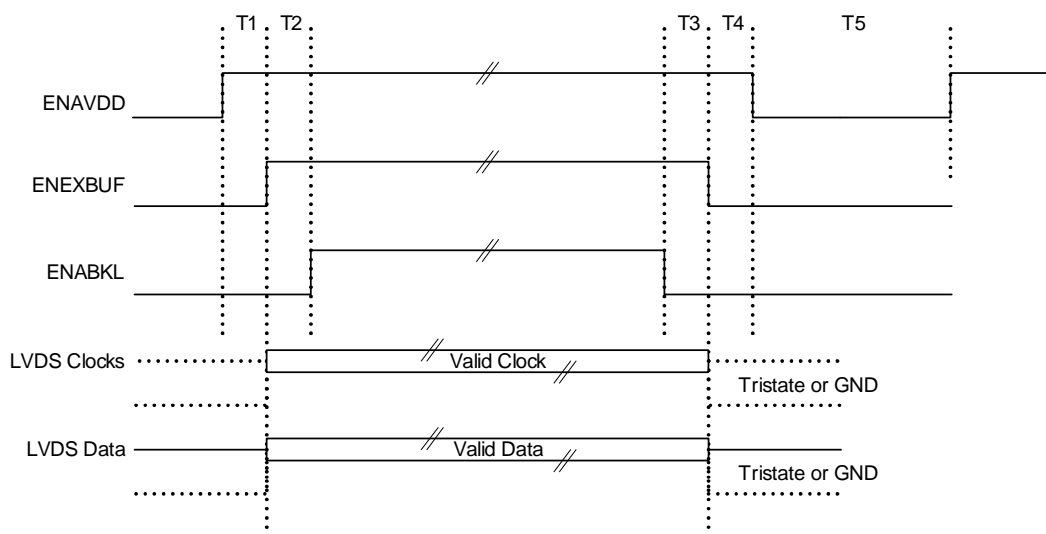 T1 T2 T3 T4 T5
ENAVDD
ENEXBUF
ENABKL
LVDS Clocks
Valid Clock
Tristate or GND
LVDS Data
Valid Data
Tristate or GND